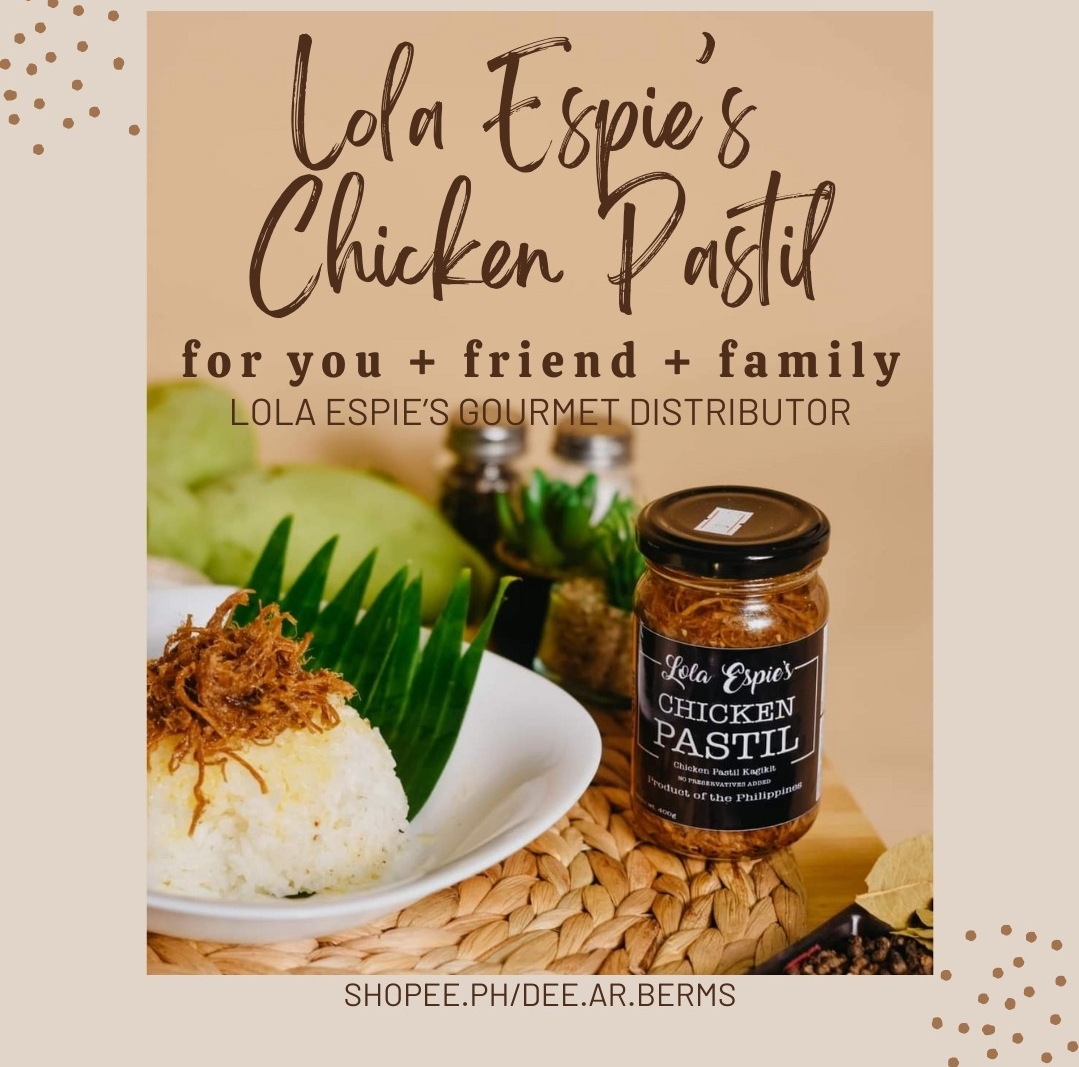 Lola Espie's
Chicken Pastil
for you + friend + family
LOLA ESPIE'S GOURMET DISTRIBUTOR
Lola Espie's
CHICKEN
PASTIL
Chicken Pastil Kagikit
NO PRESERVATIVES ADDED
Product of the Philippines
400g
SHOPEE.PH/DEE.AR.BERMS